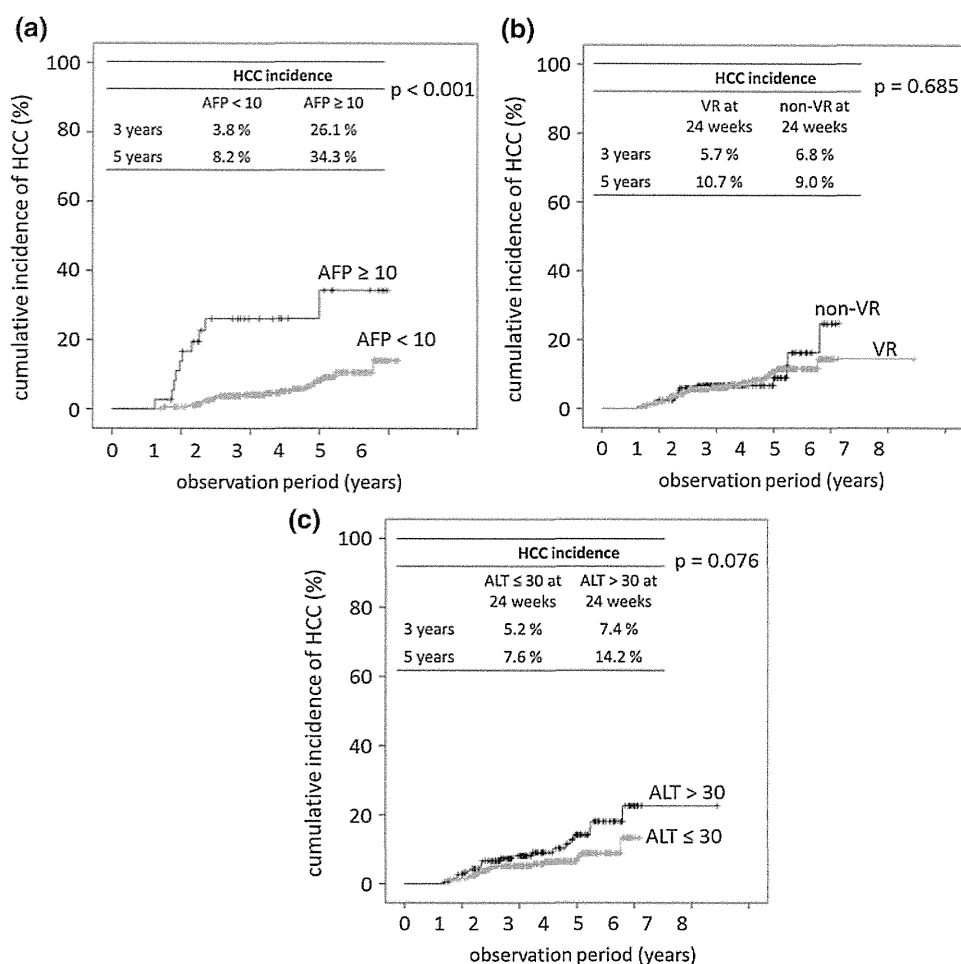 (a)
cumulative incidence of HCC (%)
100
80
60
40
20
0
HCC incidence
AFP < 10 AFP ≥ 10
3 years 3.8 % 26.1 %
5 years 8.2 % 34.3 %
p < 0.001
AFP ≥ 10
AFP < 10
0 1 2 3 4 5 6
observation period (years)
(b)
cumulative incidence of HCC (%)
100
80
60
40
20
0
HCC incidence
VR at non-VR at
24 weeks 24 weeks
3 years 5.7 % 6.8 %
5 years 10.7 % 9.0 %
p = 0.685
non-VR
VR
0 1 2 3 4 5 6 7 8
observation period (years)
(c)
cumulative incidence of HCC (%)
100
80
60
40
20
0
HCC incidence
ALT ≤ 30 at ALT > 30 at
24 weeks 24 weeks
3 years 5.2 % 7.4 %
5 years 7.6 % 14.2 %
p = 0.076
ALT > 30
ALT ≤ 30
0 1 2 3 4 5 6 7 8
observation period (years)